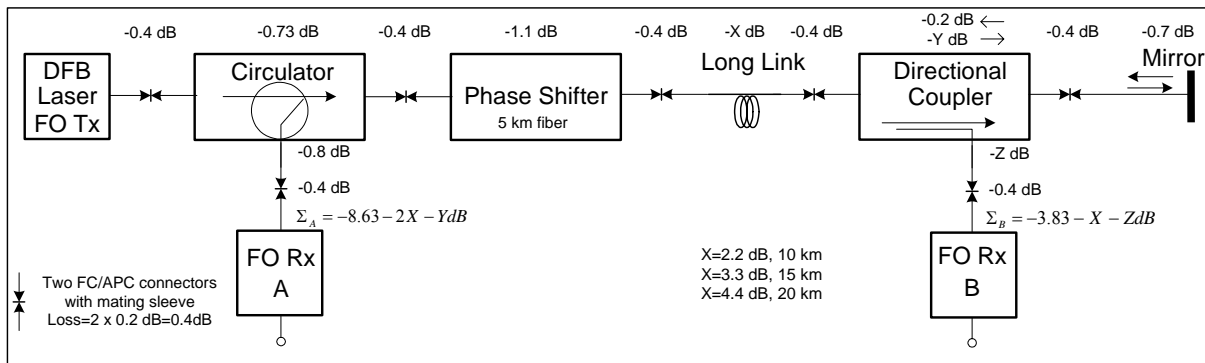 -0.4 dB
-0.73 dB
-0.4 dB
-1.1 dB
-0.4 dB
-X dB
-0.4 dB
-0.2 dB
-Y dB
-0.4 dB
-0.7 dB
DFB
Laser
FO Tx
Circulator
Phase Shifter
5 km fiber
Long Link
Directional
Coupler
Mirror
-0.8 dB
-0.4 dB
-Z dB
-0.4 dB
Σ_A = −8.63 − 2X − YdB
Σ_B = −3.83 − X − ZdB
FO Rx
A
FO Rx
B
X=2.2 dB, 10 km
X=3.3 dB, 15 km
X=4.4 dB, 20 km
Two FC/APC connectors
with mating sleeve
Loss=2 x 0.2 dB=0.4dB